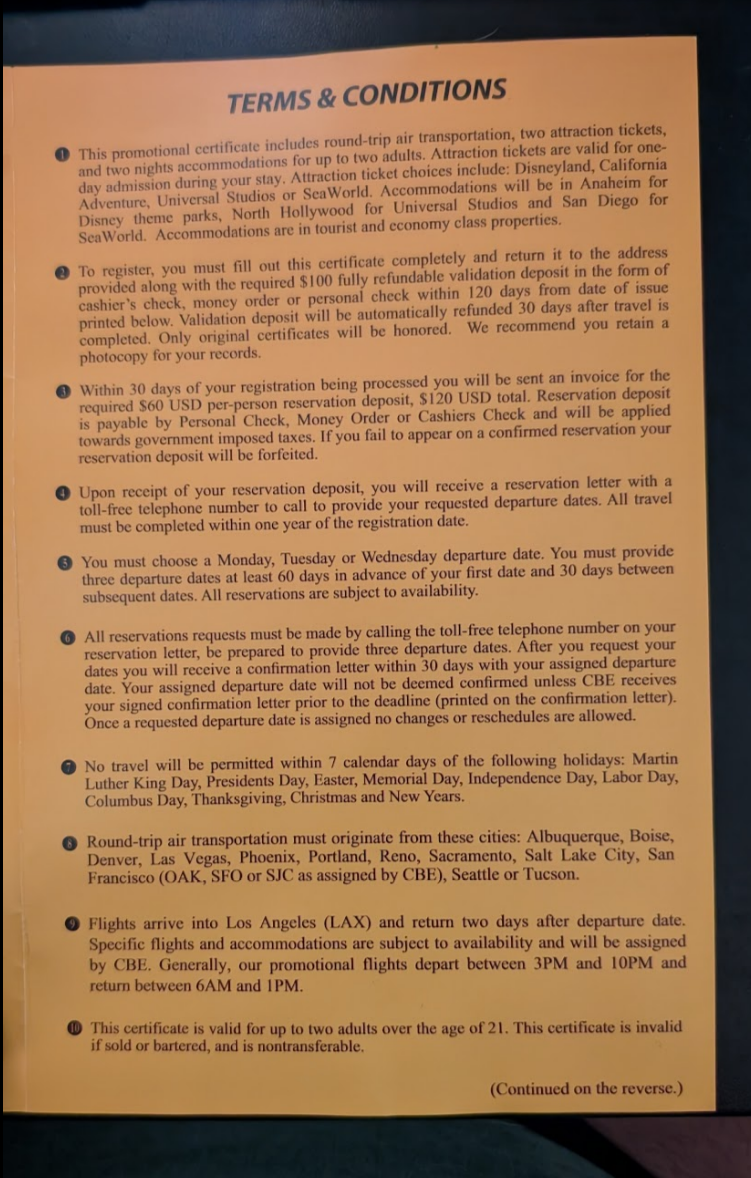 TERMS & CONDITIONS
1 This promotional certificate includes round-trip air transportation, two attraction tickets,
and two nights accommodations for up to two adults. Attraction tickets are valid for one-
day admission during your stay. Attraction ticket choices include: Disneyland, California
Adventure, Universal Studios or SeaWorld. Accommodations will be in Anaheim for
Disney theme parks, North Hollywood for Universal Studios and San Diego for
SeaWorld. Accommodations are in tourist and economy class properties.
2 To register, you must fill out this certificate completely and return it to the address
provided along with the required $100 fully refundable validation deposit in the form of
cashier's check, money order or personal check within 120 days from date of issue
printed below. Validation deposit will be automatically refunded 30 days after travel is
completed. Only original certificates will be honored. We recommend you retain a
photocopy for your records.
3 Within 30 days of your registration being processed you will be sent an invoice for the
required $60 USD per-person reservation deposit, $120 USD total. Reservation deposit
is payable by Personal Check, Money Order or Cashiers Check and will be applied
towards government imposed taxes. If you fail to appear on a confirmed reservation your
reservation deposit will be forfeited.
4 Upon receipt of your reservation deposit, you will receive a reservation letter with a
toll-free telephone number to call to provide your requested departure dates. All travel
must be completed within one year of the registration date.
5 You must choose a Monday, Tuesday or Wednesday departure date. You must provide
three departure dates at least 60 days in advance of your first date and 30 days between
subsequent dates. All reservations are subject to availability.
6 All reservations requests must be made by calling the toll-free telephone number on your
reservation letter, be prepared to provide three departure dates. After you request your
dates you will receive a confirmation letter within 30 days with your assigned departure
date. Your assigned departure date will not be deemed confirmed unless CBE receives
your signed confirmation letter prior to the deadline (printed on the confirmation letter).
Once a requested departure date is assigned no changes or reschedules are allowed.
7 No travel will be permitted within 7 calendar days of the following holidays: Martin
Luther King Day, Presidents Day, Easter, Memorial Day, Independence Day, Labor Day,
Columbus Day, Thanksgiving, Christmas and New Years.
8 Round-trip air transportation must originate from these cities: Albuquerque, Boise,
Denver, Las Vegas, Phoenix, Portland, Reno, Sacramento, Salt Lake City, San
Francisco (OAK, SFO or SJC as assigned by CBE), Seattle or Tucson.
9 Flights arrive into Los Angeles (LAX) and return two days after departure date.
Specific flights and accommodations are subject to availability and will be assigned
by CBE. Generally, our promotional flights depart between 3PM and 10PM and
return between 6AM and 1PM.
10 This certificate is valid for up to two adults over the age of 21. This certificate is invalid
if sold or bartered, and is nontransferable.
(Continued on the reverse.)